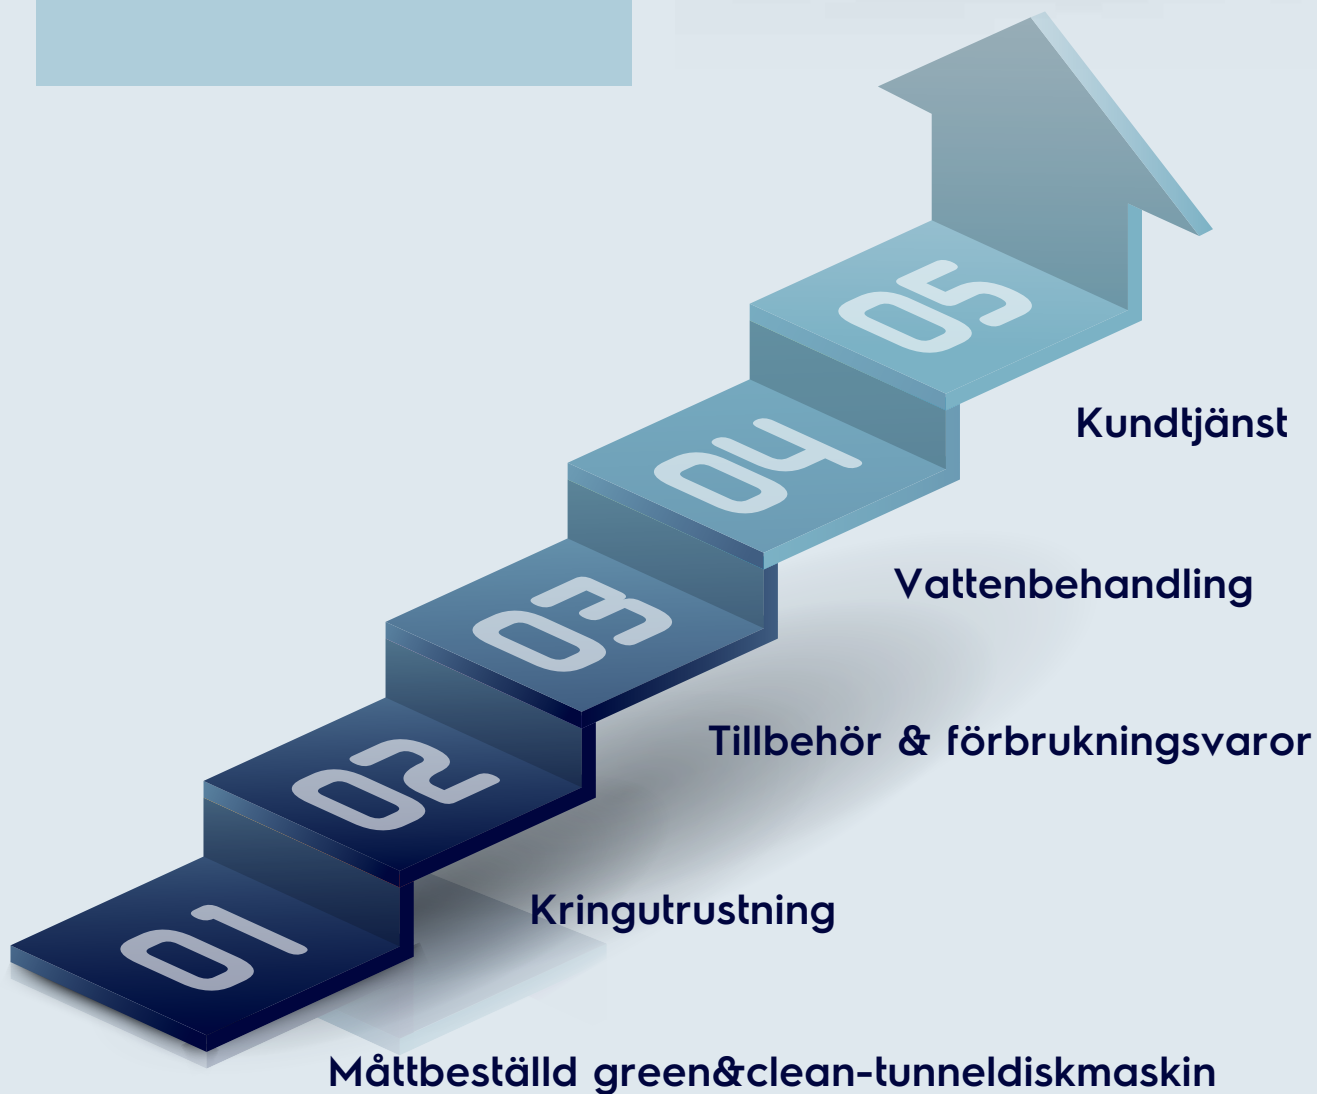 05
Kundtjänst
04
Vattenbehandling
03
Tillbehör & förbrukningsvaror
02
Kringutrustning
01
Måttbeställd green&clean-tunneldiskmaskin